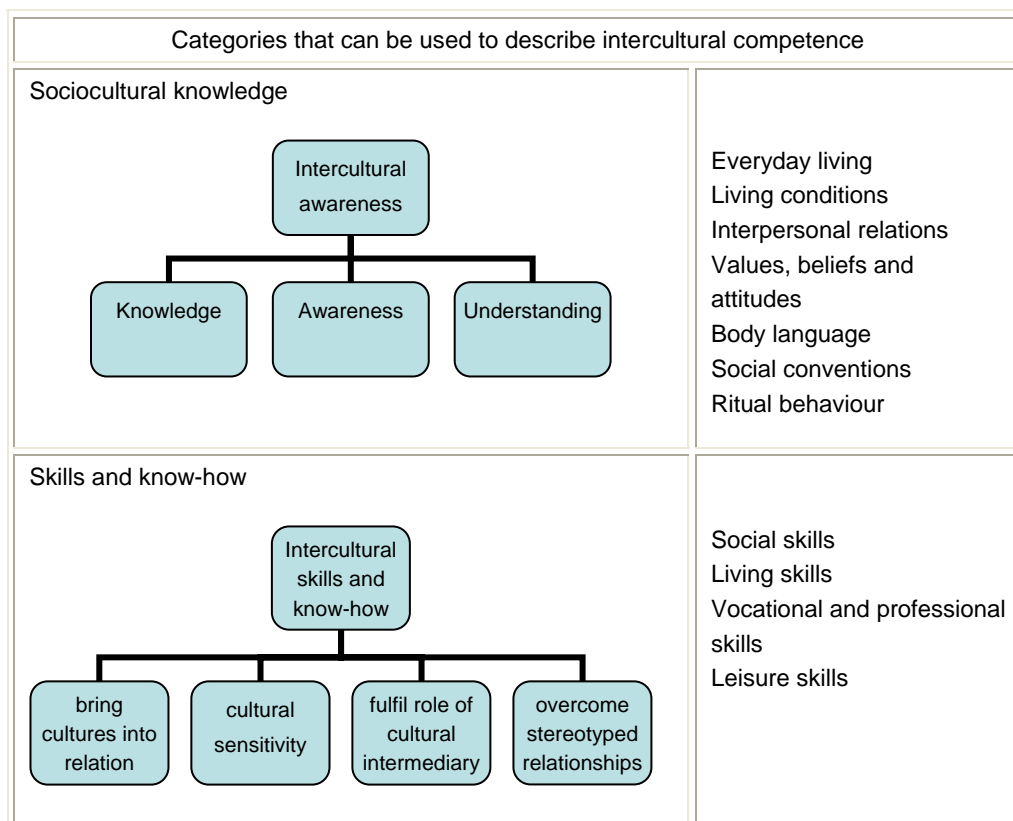 Categories that can be used to describe intercultural competence
Sociocultural knowledge
Intercultural
awareness
Knowledge
Awareness
Understanding
Everyday living
Living conditions
Interpersonal relations
Values, beliefs and
attitudes
Body language
Social conventions
Ritual behaviour
Skills and know-how
Intercultural
skills and
know-how
bring
cultures into
relation
cultural
sensitivity
fulfil role of
cultural
intermediary
overcome
stereotyped
relationships
Social skills
Living skills
Vocational and professional
skills
Leisure skills